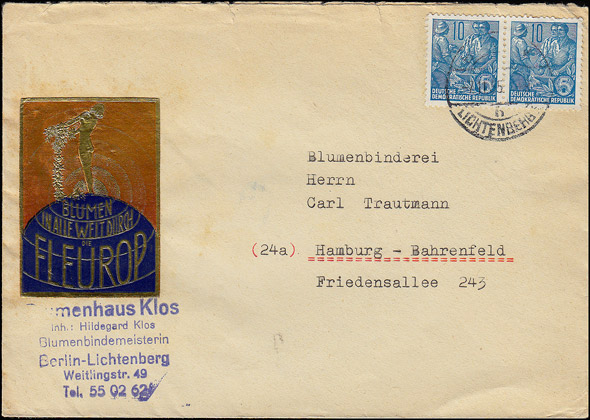 10 DEUTSCHE DEMOKRATISCHE REPUBLIK 5
10 DEUTSCHE DEMOKRATISCHE REPUBLIK 5
b
LICHTENBERG
BLUMEN
IN ALLE WELT DURCH
DIE
FLEUROP
Blumenbinderei
Herrn
Carl Trautmann
(24a) Hamburg - Bahrenfeld
Friedensallee 243
menhaus Klos
Inh.: Hildegard Klos
Blumenbindemeisterin
Berlin-Lichtenberg
Weitlingstr. 49
Tel. 55 02 62